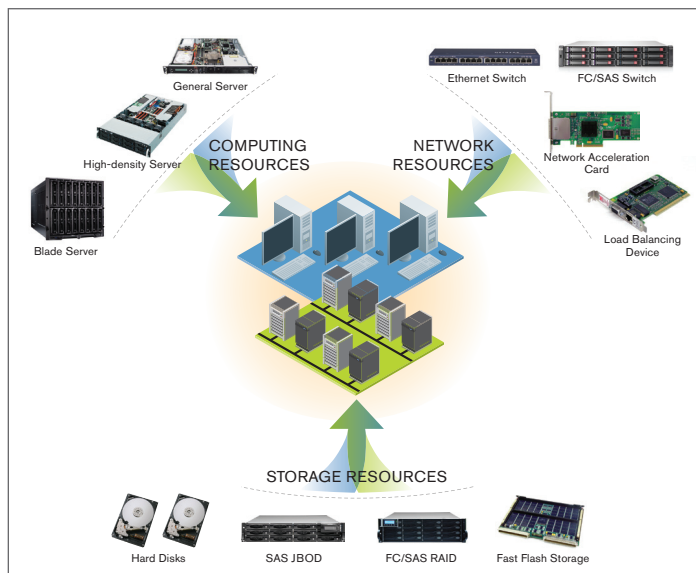 General Server
High-density Server
Blade Server
COMPUTING
RESOURCES
Ethernet Switch
FC/SAS Switch
Network Acceleration
Card
Load Balancing
Device
NETWORK
RESOURCES
STORAGE RESOURCES
Hard Disks
SAS JBOD
FC/SAS RAID
Fast Flash Storage